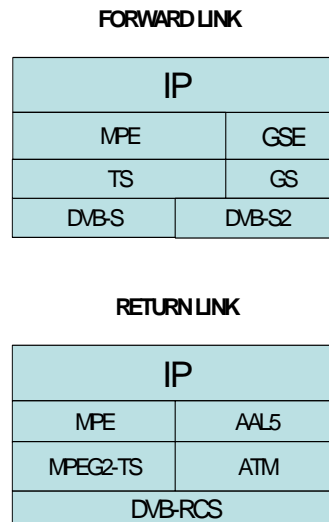 FORWARD LINK
IP
MPE GSE
TS GS
DVB-S DVB-S2
RETURN LINK
IP
MPE AAL5
MPEG2-TS ATM
DVB-RCS